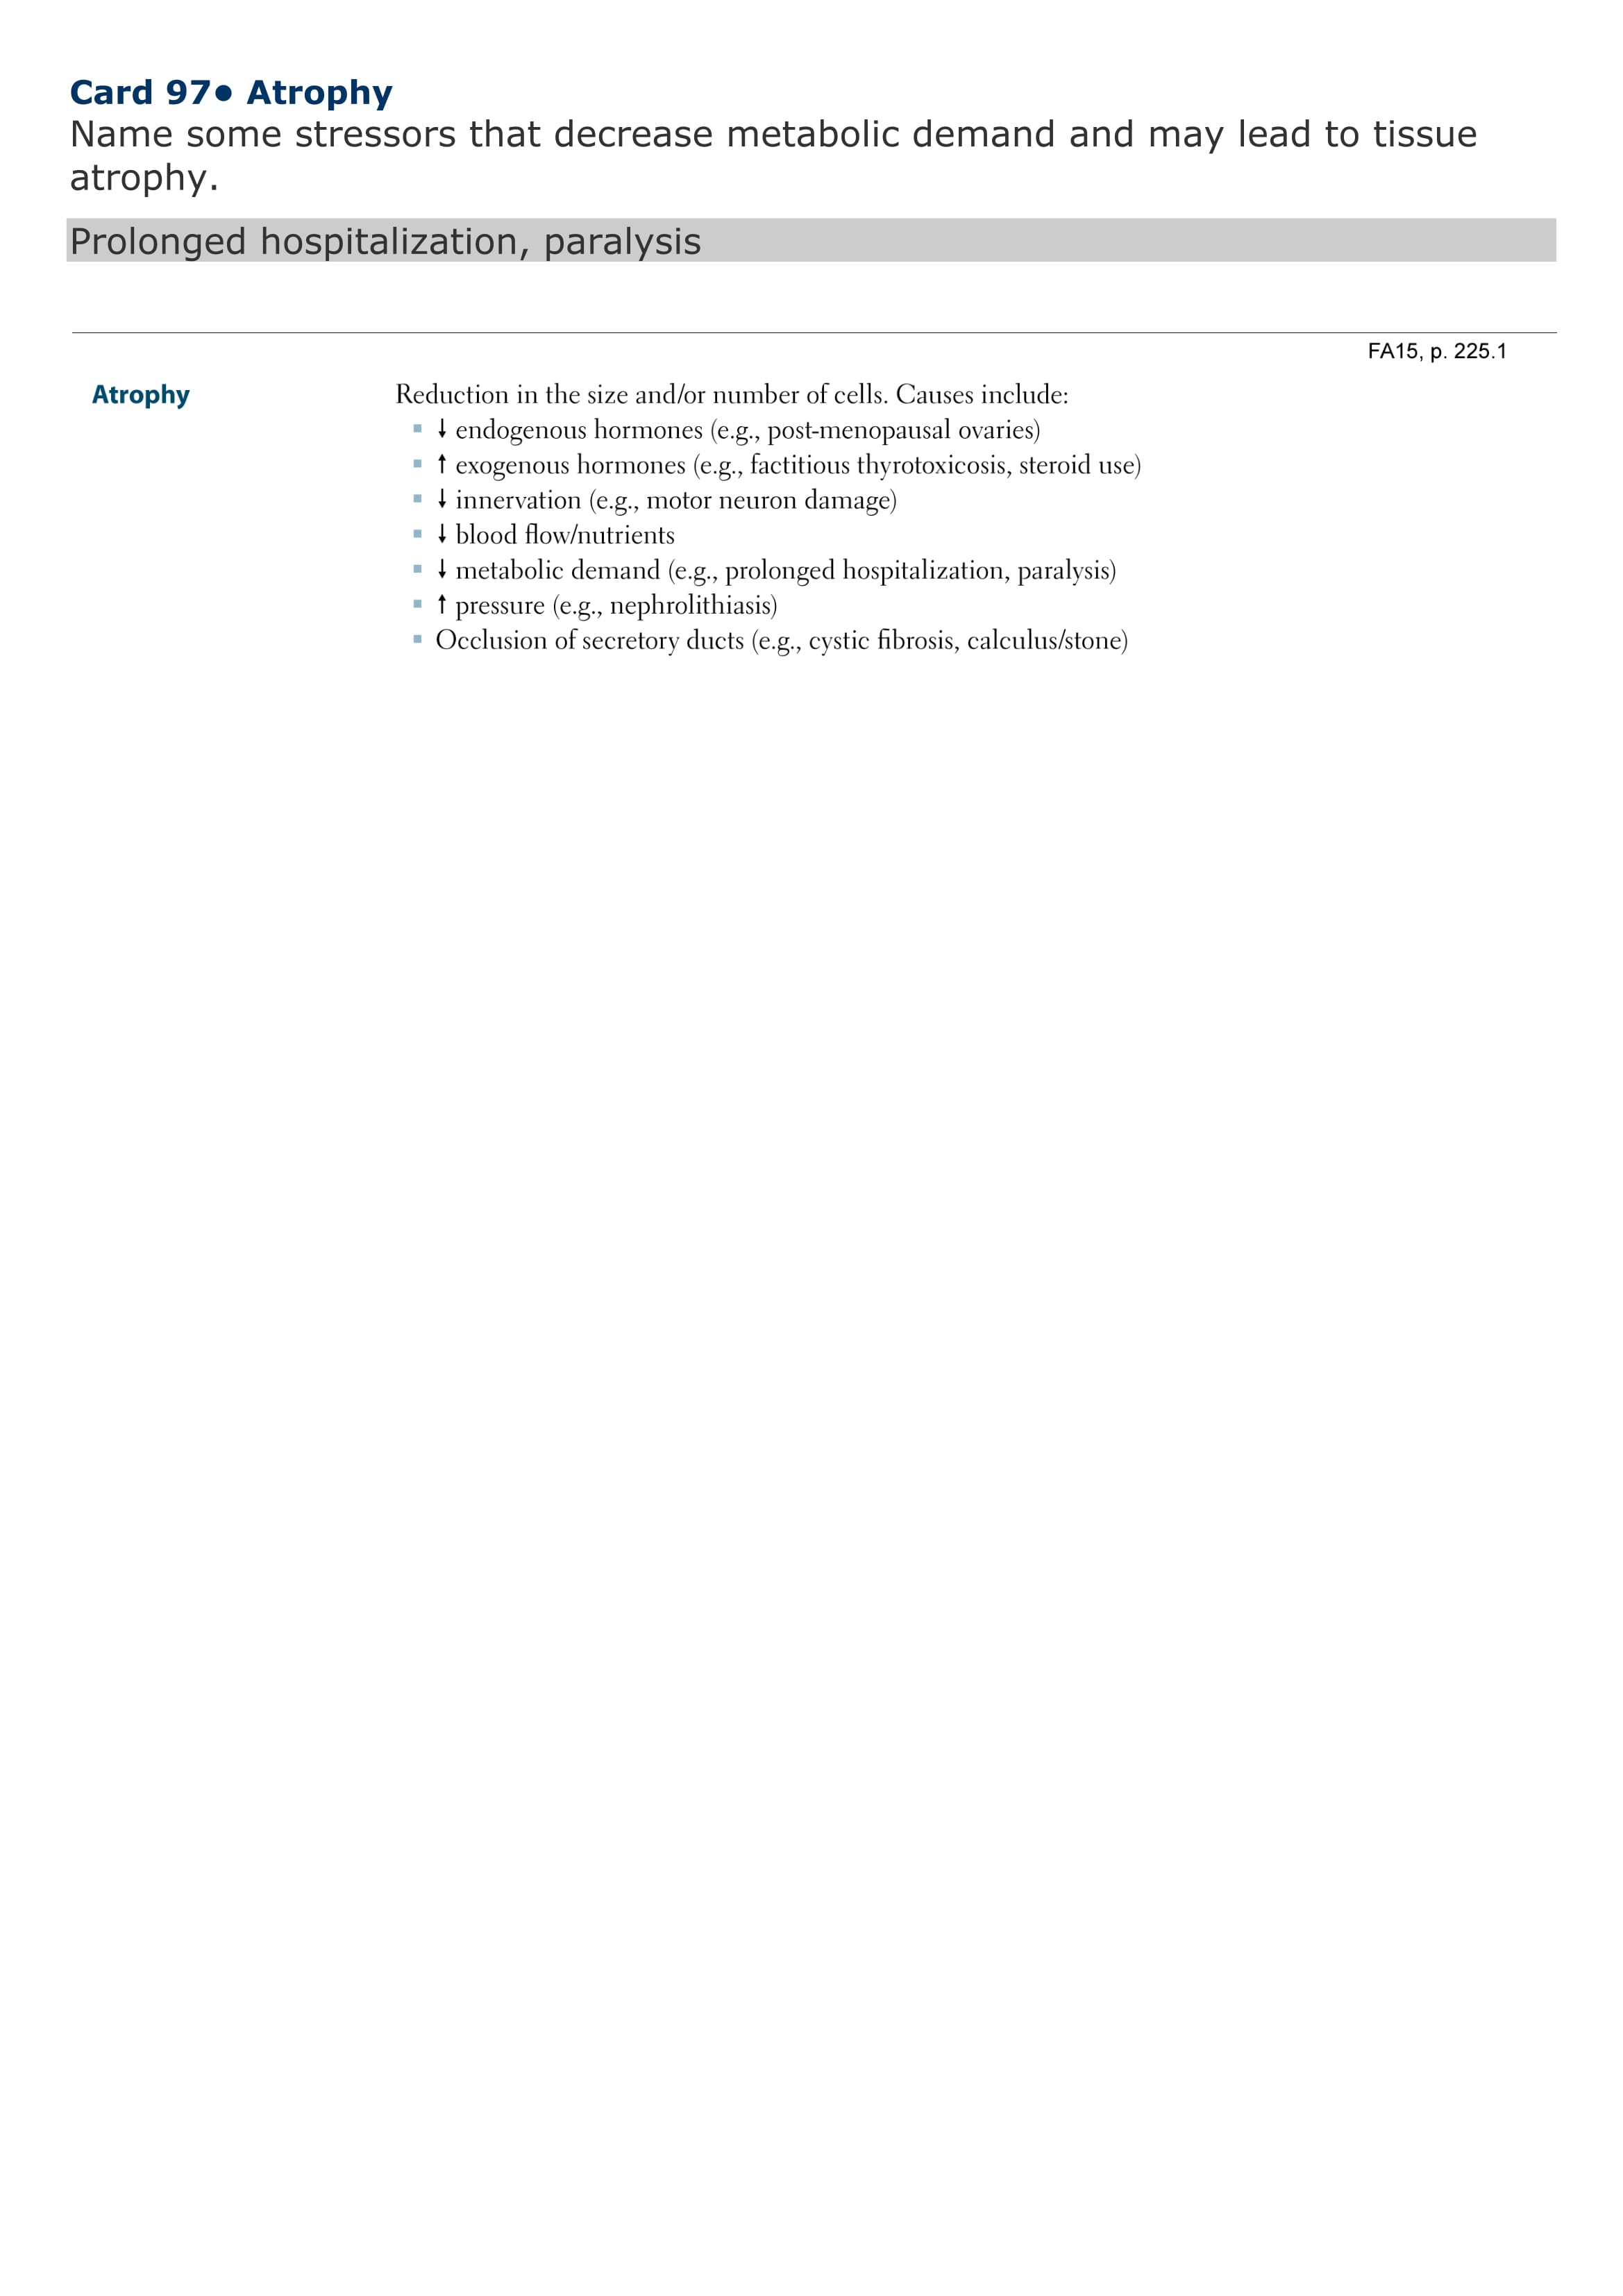 Card 97● Atrophy
Name some stressors that decrease metabolic demand and may lead to tissue
atrophy.
Prolonged hospitalization, paralysis
FA15, p. 225.1
Atrophy
Reduction in the size and/or number of cells. Causes include:
▪ ↓ endogenous hormones (e.g., post-menopausal ovaries)
▪ ↑ exogenous hormones (e.g., factitious thyrotoxicosis, steroid use)
▪ ↓ innervation (e.g., motor neuron damage)
▪ ↓ blood flow/nutrients
▪ ↓ metabolic demand (e.g., prolonged hospitalization, paralysis)
▪ ↑ pressure (e.g., nephrolithiasis)
▪ Occlusion of secretory ducts (e.g., cystic fibrosis, calculus/stone)